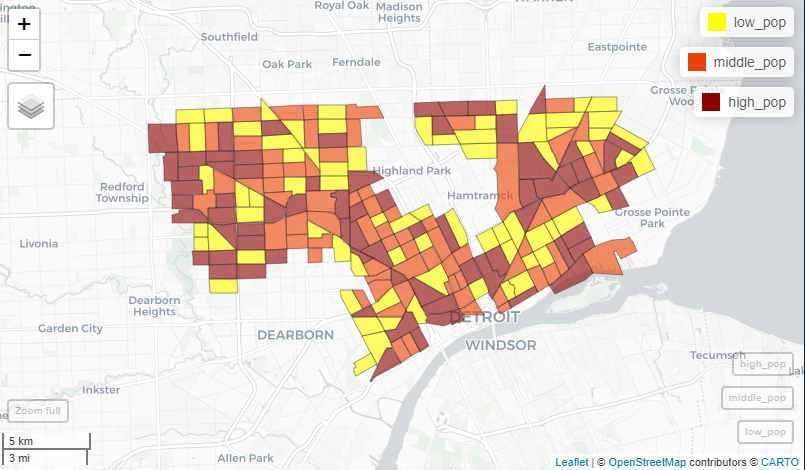 Royal Oak
Madison
Heights
+
−
low_pop
middle_pop
high_pop
Southfield
Eastpointe
Oak Park
Ferndale
Grosse Pointe
Highland Park
Redford
Township
Hamtramck
Grosse Pointe
Park
Livonia
Dearborn
Heights
DETROIT
Garden City
DEARBORN
WINDSOR
Tecumseh
high_pop
Inkster
middle_pop
Zoom full
low_pop
5 km
3 mi
Allen Park
Leaflet | © OpenStreetMap contributors © CARTO